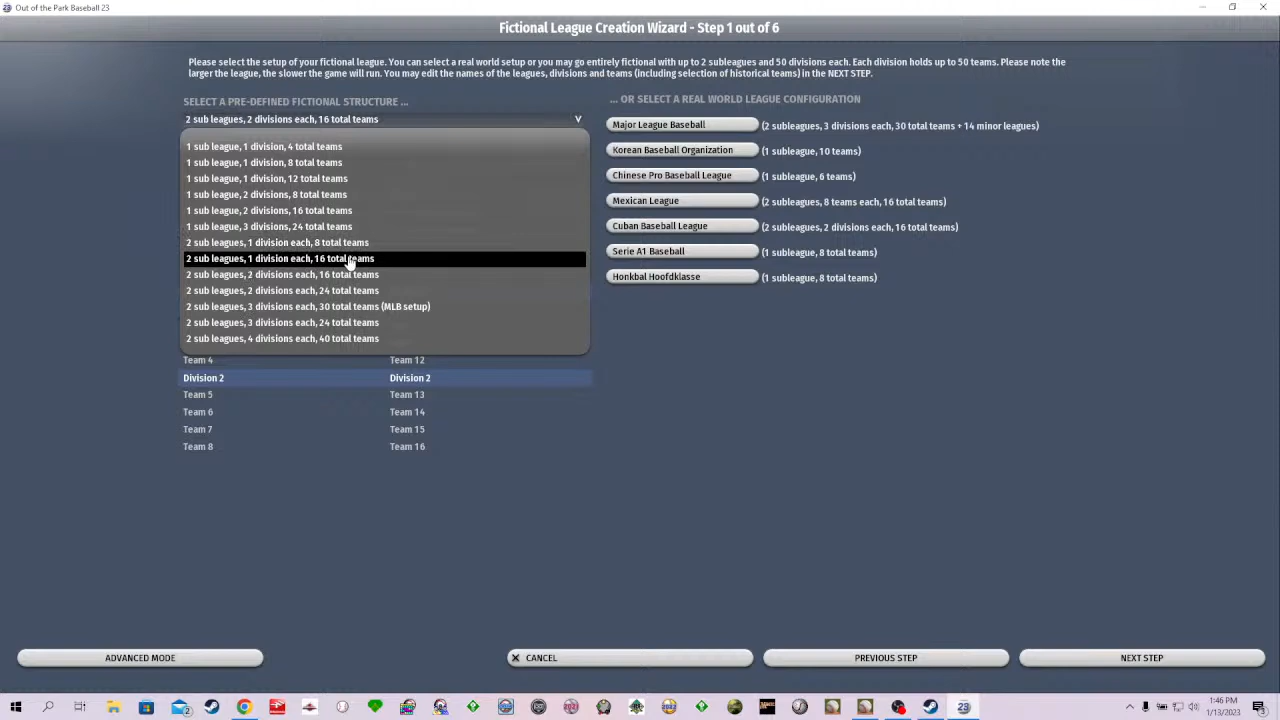 Out of the Park Baseball 23
Fictional League Creation Wizard - Step 1 out of 6
Please select the setup of your fictional league. You can select a real world setup or you may go entirely fictional with up to 2 subleagues and 50 divisions each. Each division holds up to 50 teams. Please note the
larger the league, the slower the game will run. You may edit the names of the leagues, divisions and teams (including selection of historical teams) in the NEXT STEP.
SELECT A PRE-DEFINED FICTIONAL STRUCTURE ...
2 sub leagues, 2 divisions each, 16 total teams
1 sub league, 1 division, 4 total teams
1 sub league, 1 division, 8 total teams
1 sub league, 1 division, 12 total teams
1 sub league, 2 divisions, 8 total teams
1 sub league, 2 divisions, 16 total teams
1 sub league, 3 divisions, 24 total teams
2 sub leagues, 1 division each, 8 total teams
2 sub leagues, 1 division each, 16 total teams
2 sub leagues, 2 divisions each, 16 total teams
2 sub leagues, 2 divisions each, 24 total teams
2 sub leagues, 3 divisions each, 30 total teams (MLB setup)
2 sub leagues, 3 divisions each, 24 total teams
2 sub leagues, 4 divisions each, 40 total teams
Team 4 Team 12
Division 2 Division 2
Team 5 Team 13
Team 6 Team 14
Team 7 Team 15
Team 8 Team 16
... OR SELECT A REAL WORLD LEAGUE CONFIGURATION
Major League Baseball (2 subleagues, 3 divisions each, 30 total teams + 14 minor leagues)
Korean Baseball Organization (1 subleague, 10 teams)
Chinese Pro Baseball League (1 subleague, 6 teams)
Mexican League (2 subleagues, 8 teams each, 16 total teams)
Cuban Baseball League (2 subleagues, 2 divisions each, 16 total teams)
Serie A1 Baseball (1 subleague, 8 total teams)
Honkbal Hoofdklasse (1 subleague, 8 total teams)
ADVANCED MODE CANCEL PREVIOUS STEP NEXT STEP
1:46 PM
1/13/2023